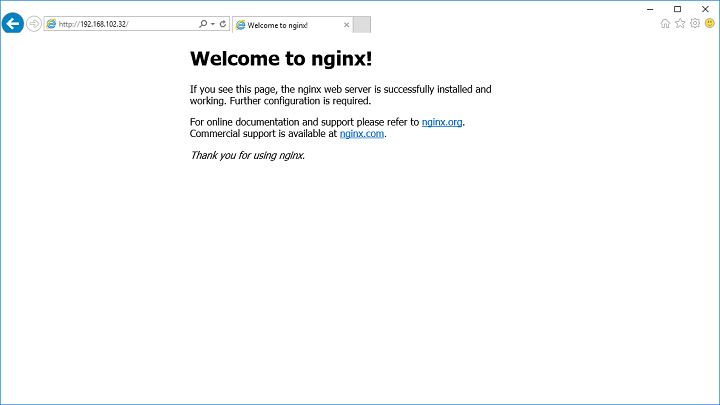 http://192.168.102.32/
Welcome to nginx!
Welcome to nginx!
If you see this page, the nginx web server is successfully installed and
working. Further configuration is required.
For online documentation and support please refer to nginx.org.
Commercial support is available at nginx.com.
Thank you for using nginx.